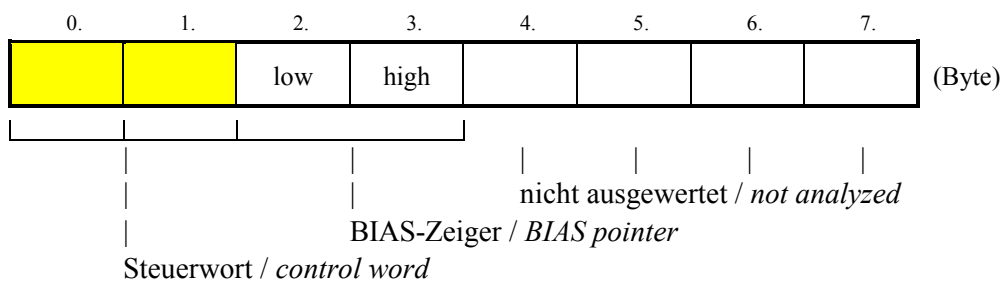 0. 1. 2. 3. 4. 5. 6. 7.
low high (Byte)
nicht ausgewertet / not analyzed
BIAS-Zeiger / BIAS pointer
Steuerwort / control word